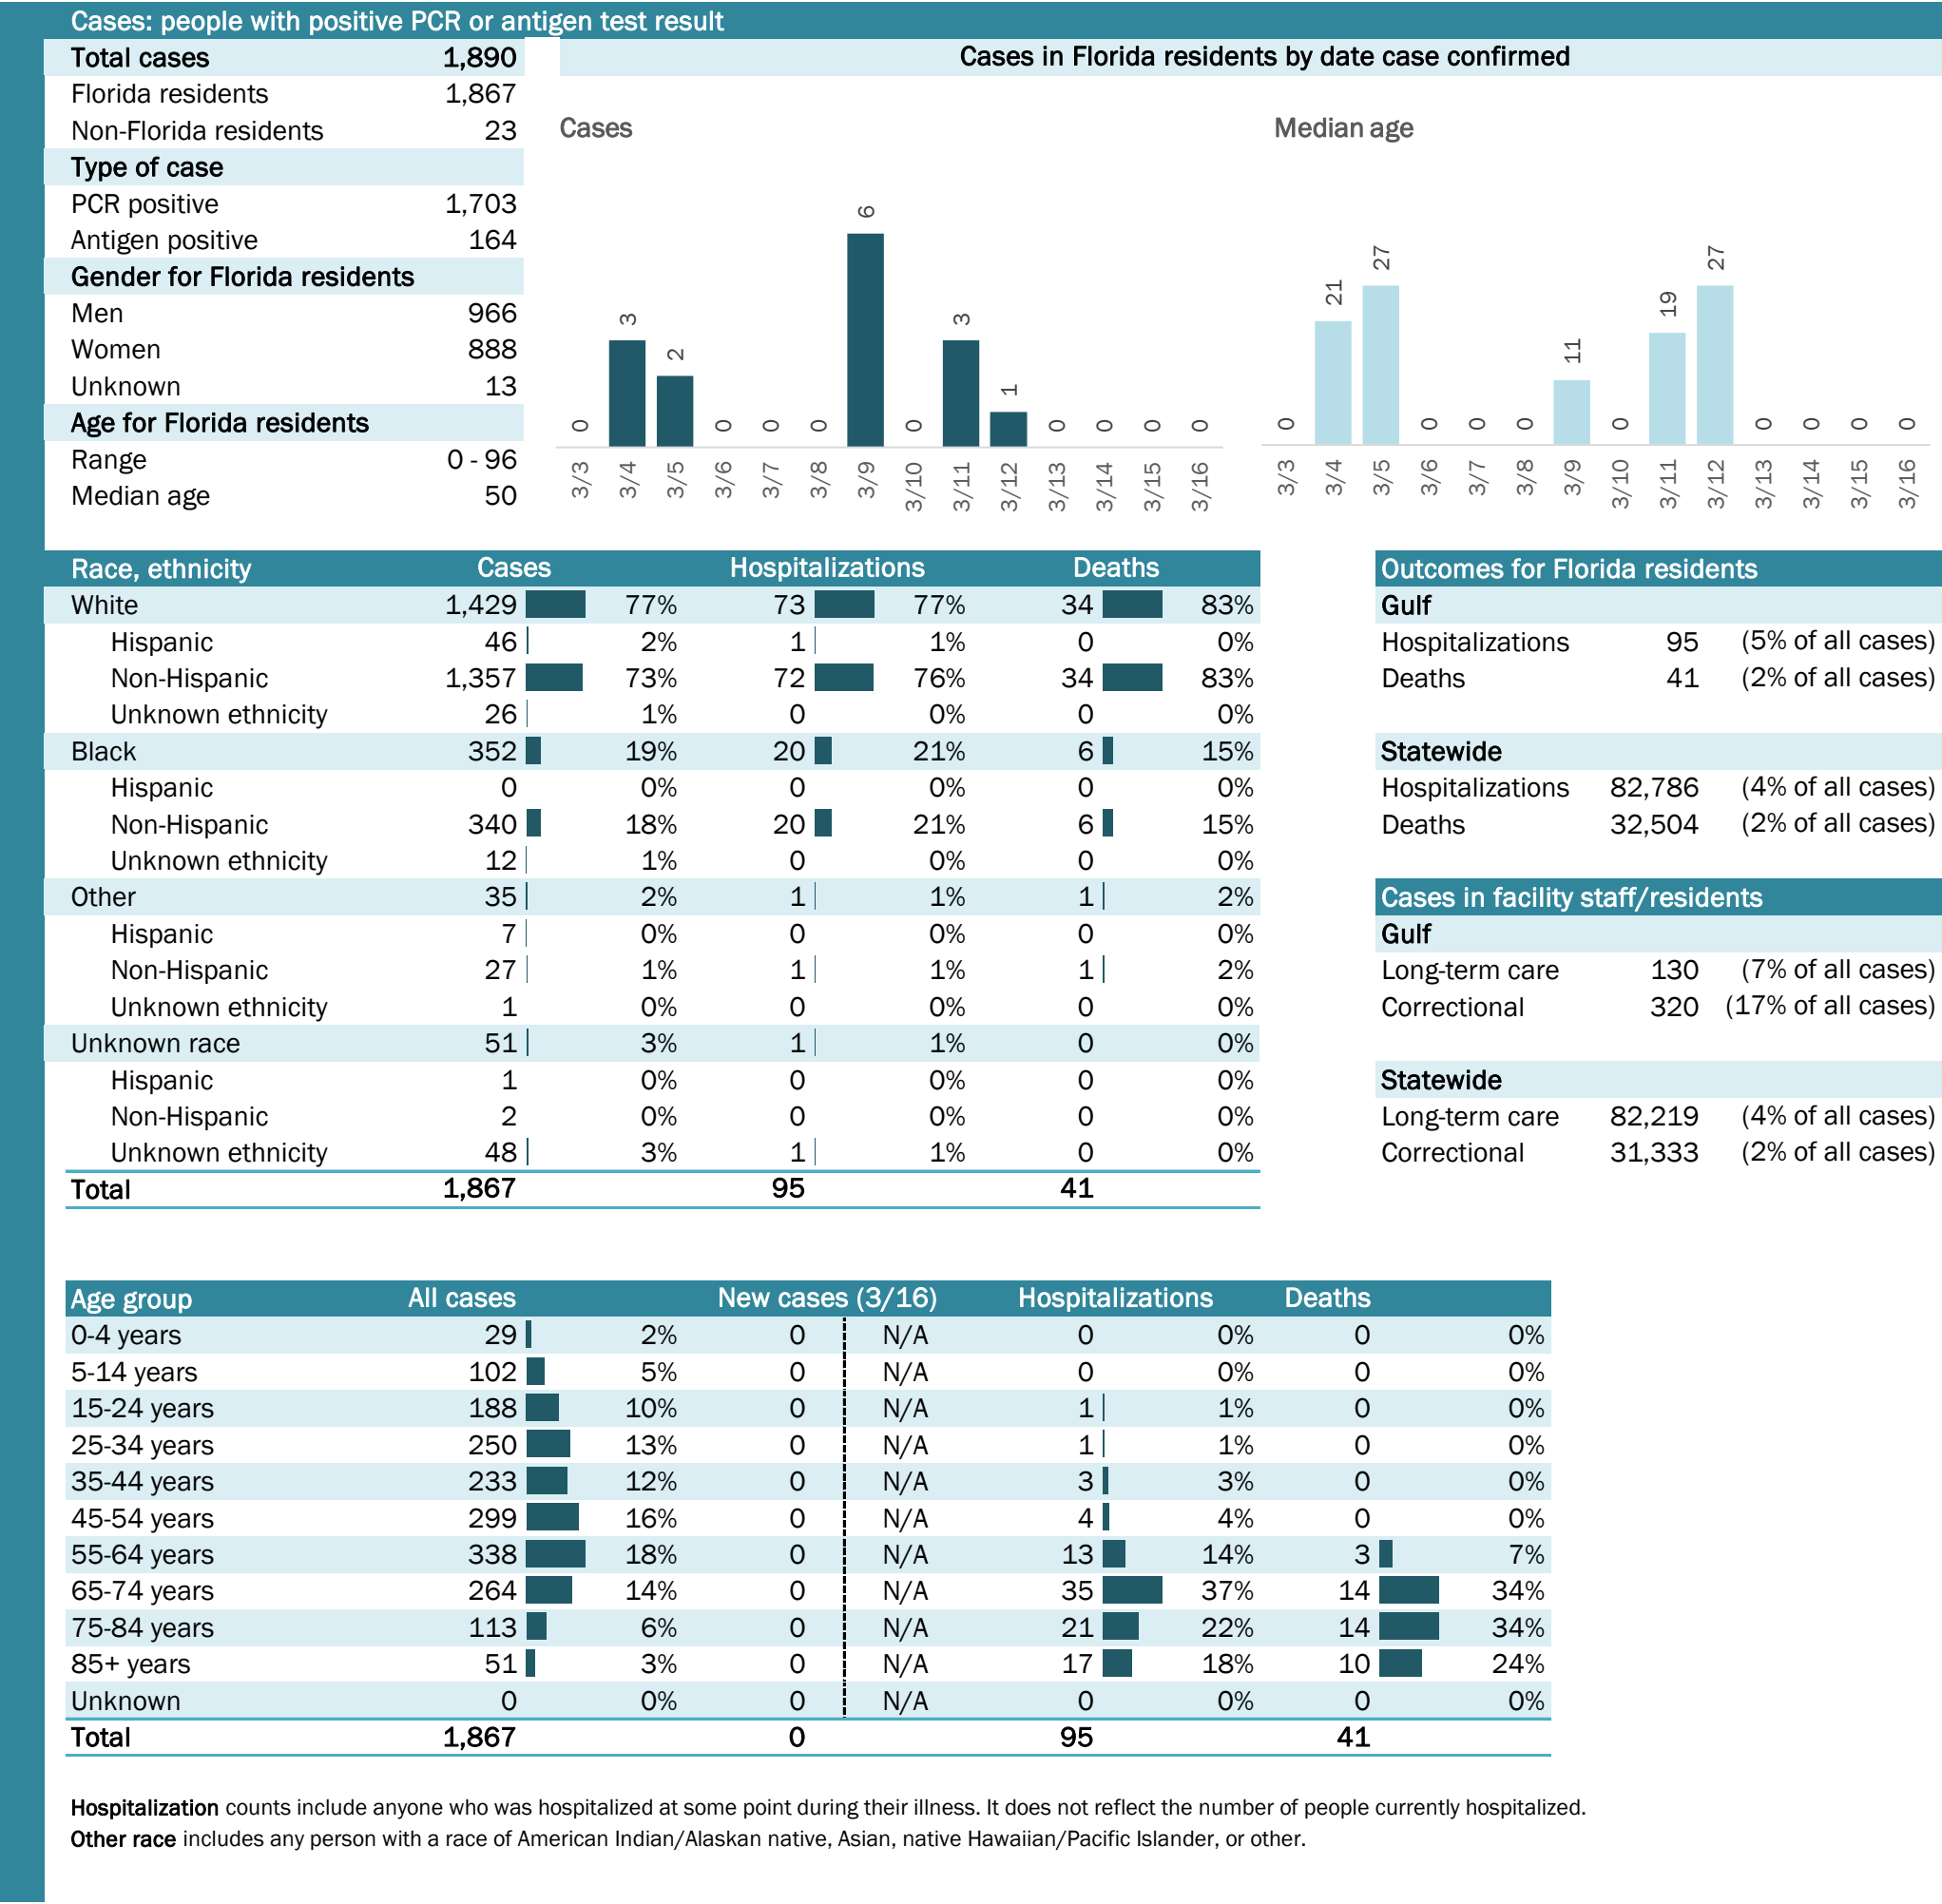 Cases: people with positive PCR or antigen test result
Total cases 1,890
Florida residents 1,867
Non-Florida residents 23
Type of case
PCR positive 1,703
Antigen positive 164
Gender for Florida residents
Men 966
Women 888
Unknown 13
Age for Florida residents
Range 0 - 96
Median age 50
Cases in Florida residents by date case confirmed
Cases
0 3 2 0 0 0 6 0 3 1 0 0 0 0
3/3 3/4 3/5 3/6 3/7 3/8 3/9 3/10 3/11 3/12 3/13 3/14 3/15 3/16
Median age
0 21 27 0 0 0 11 0 19 27 0 0 0 0
3/3 3/4 3/5 3/6 3/7 3/8 3/9 3/10 3/11 3/12 3/13 3/14 3/15 3/16
Race, ethnicity Cases Hospitalizations Deaths
White 1,429 77% 73 77% 34 83%
Hispanic 46 2% 1 1% 0 0%
Non-Hispanic 1,357 73% 72 76% 34 83%
Unknown ethnicity 26 1% 0 0% 0 0%
Black 352 19% 20 21% 6 15%
Hispanic 0 0% 0 0% 0 0%
Non-Hispanic 340 18% 20 21% 6 15%
Unknown ethnicity 12 1% 0 0% 0 0%
Other 35 2% 1 1% 1 2%
Hispanic 7 0% 0 0% 0 0%
Non-Hispanic 27 1% 1 1% 1 2%
Unknown ethnicity 1 0% 0 0% 0 0%
Unknown race 51 3% 1 1% 0 0%
Hispanic 1 0% 0 0% 0 0%
Non-Hispanic 2 0% 0 0% 0 0%
Unknown ethnicity 48 3% 1 1% 0 0%
Total 1,867 95 41
Outcomes for Florida residents
Gulf
Hospitalizations 95 (5% of all cases)
Deaths 41 (2% of all cases)
Statewide
Hospitalizations 82,786 (4% of all cases)
Deaths 32,504 (2% of all cases)
Cases in facility staff/residents
Gulf
Long-term care 130 (7% of all cases)
Correctional 320 (17% of all cases)
Statewide
Long-term care 82,219 (4% of all cases)
Correctional 31,333 (2% of all cases)
Age group All cases New cases (3/16) Hospitalizations Deaths
0-4 years 29 2% 0 N/A 0 0% 0 0%
5-14 years 102 5% 0 N/A 0 0% 0 0%
15-24 years 188 10% 0 N/A 1 1% 0 0%
25-34 years 250 13% 0 N/A 1 1% 0 0%
35-44 years 233 12% 0 N/A 3 3% 0 0%
45-54 years 299 16% 0 N/A 4 4% 0 0%
55-64 years 338 18% 0 N/A 13 14% 3 7%
65-74 years 264 14% 0 N/A 35 37% 14 34%
75-84 years 113 6% 0 N/A 21 22% 14 34%
85+ years 51 3% 0 N/A 17 18% 10 24%
Unknown 0 0% 0 N/A 0 0% 0 0%
Total 1,867 0 95 41
Hospitalization counts include anyone who was hospitalized at some point during their illness. It does not reflect the number of people currently hospitalized.
Other race includes any person with a race of American Indian/Alaskan native, Asian, native Hawaiian/Pacific Islander, or other.